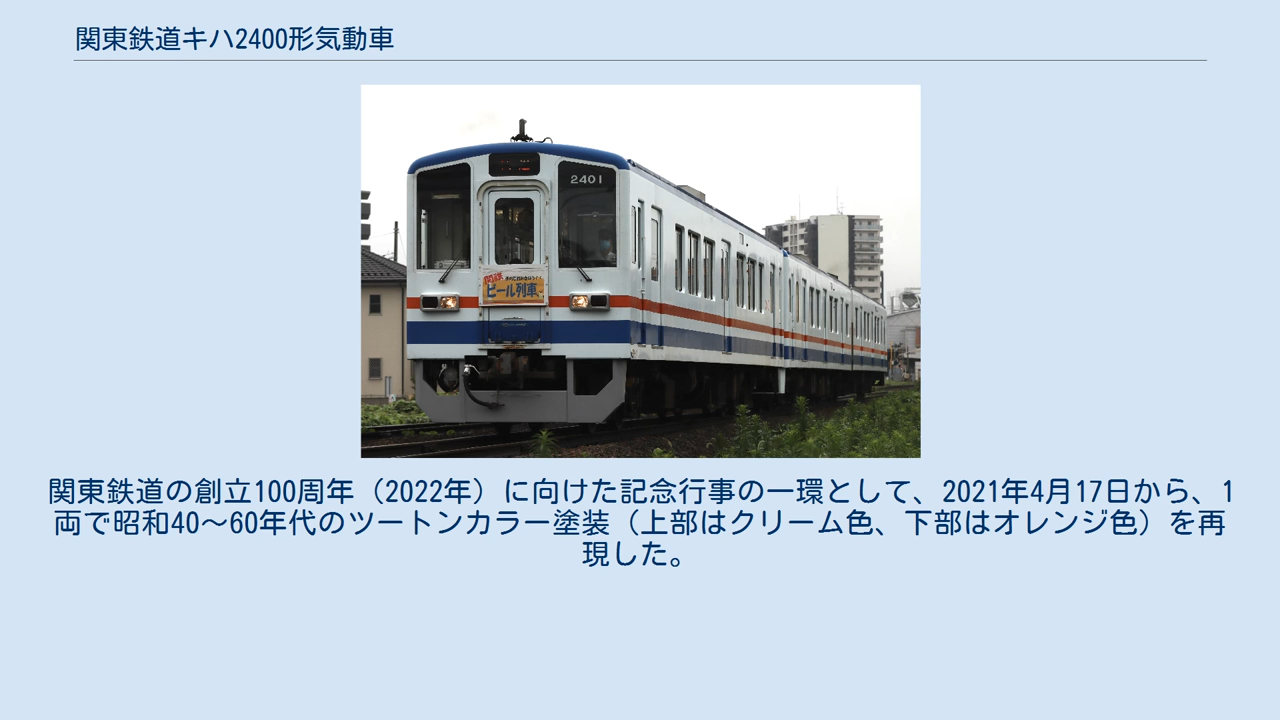 関東鉄道キハ2400形気動車
2401
ビール列車
関東鉄道の創立100周年（2022年）に向けた記念行事の一環として、2021年4月17日から、1
両で昭和40～60年代のツートンカラー塗装（上部はクリーム色、下部はオレンジ色）を再
現した。